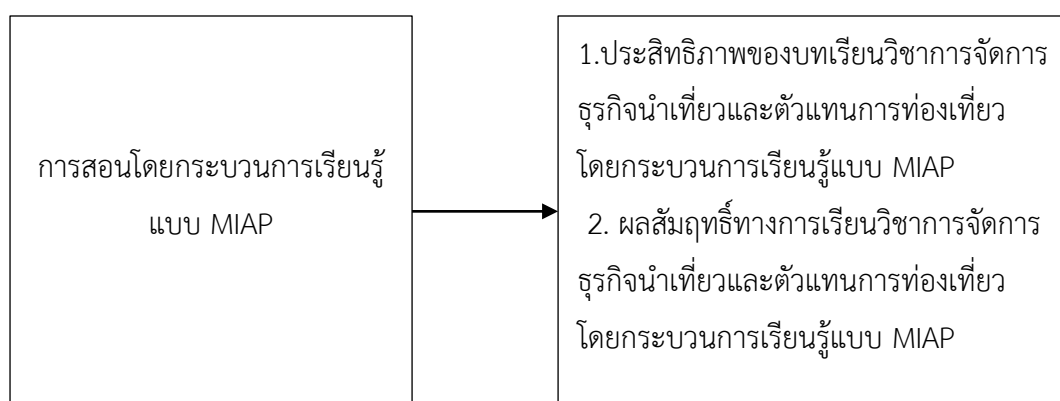 การสอนโดยกระบวนการเรียนรู้
แบบ MIAP
1.ประสิทธิภาพของบทเรียนวิชาการจัดการ
ธุรกิจนำเที่ยวและตัวแทนการท่องเที่ยว
โดยกระบวนการเรียนรู้แบบ MIAP
2. ผลสัมฤทธิ์ทางการเรียนวิชาการจัดการ
ธุรกิจนำเที่ยวและตัวแทนการท่องเที่ยว
โดยกระบวนการเรียนรู้แบบ MIAP